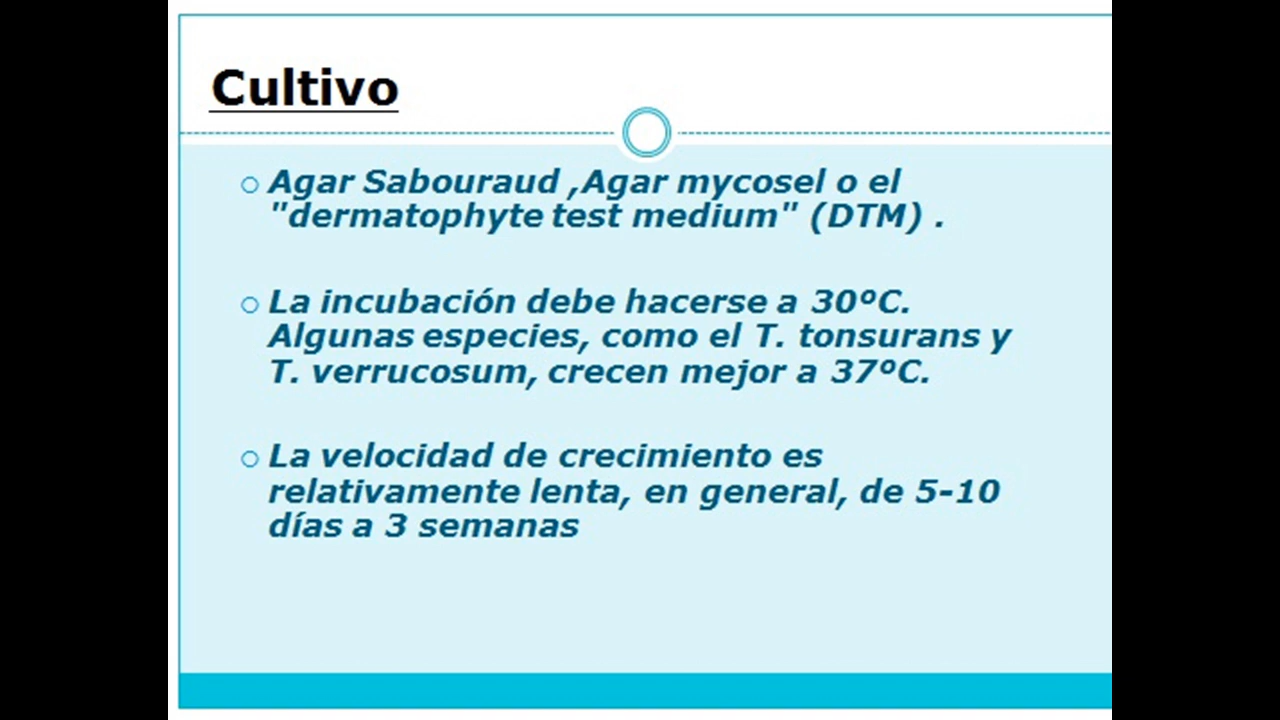 Cultivo
Agar Sabouraud ,Agar mycosel o el
"dermatophyte test medium" (DTM) .
La incubación debe hacerse a 30ºC.
Algunas especies, como el T. tonsurans y
T. verrucosum, crecen mejor a 37ºC.
La velocidad de crecimiento es
relativamente lenta, en general, de 5-10
días a 3 semanas